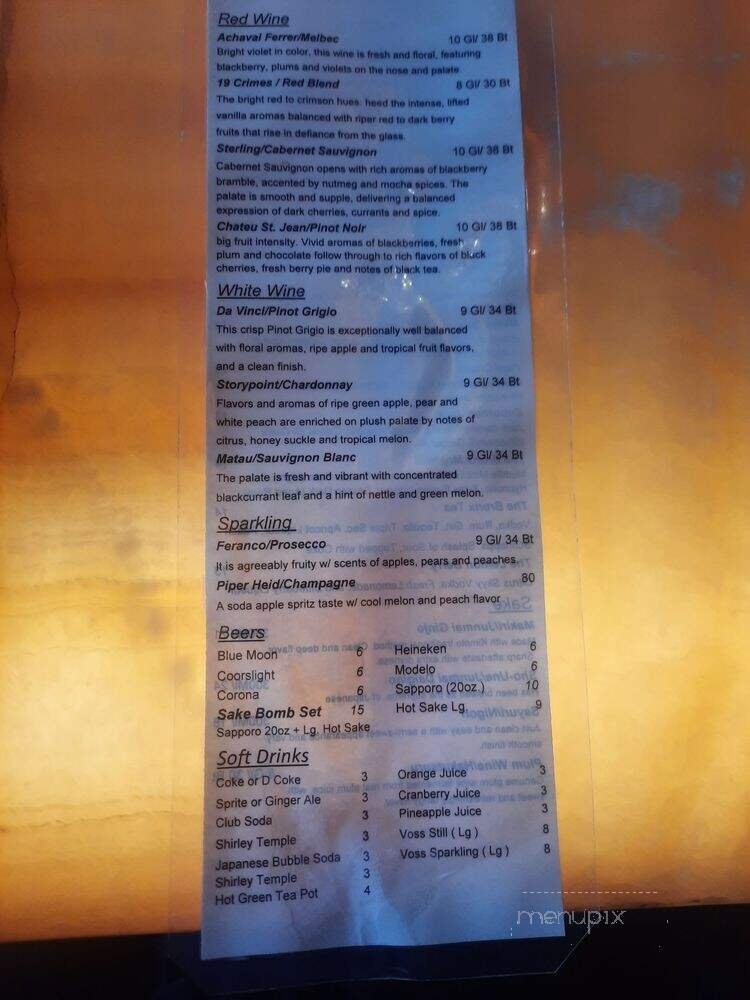 Red Wine
Achaval Ferrer/Melbec 10 Gl/ 38 Bt
Bright violet in color, this wine is fresh and floral, featuring
blackberry, plums and violets on the nose and palate
19 Crimes / Red Blend 8 Gl/ 30 Bt
The bright red to crimson hues heed the intense, lifted
vanilla aromas balanced with riper red to dark berry
fruits that rise in defiance from the glass.
Sterling/Cabernet Sauvignon 10 Gl/ 38 Bt
Cabernet Sauvignon opens with rich aromas of blackberry
bramble, accented by nutmeg and mocha spices. The
palate is smooth and supple, delivering a balanced
expression of dark cherries, currants and spice.
Chateu St. Jean/Pinot Noir 10 Gl/ 38 Bt
big fruit intensity. Vivid aromas of blackberries, fresh
plum and chocolate follow through to rich flavors of black
cherries, fresh berry pie and notes of black tea.
White Wine
Da Vinci/Pinot Grigio 9 Gl/ 34 Bt
This crisp Pinot Grigio is exceptionally well balanced
with floral aromas, ripe apple and tropical fruit flavors,
and a clean finish.
Storypoint/Chardonnay 9 Gl/ 34 Bt
Flavors and aromas of ripe green apple, pear and
white peach are enriched on plush palate by notes of
citrus, honey suckle and tropical melon.
Matau/Sauvignon Blanc 9 Gl/ 34 Bt
The palate is fresh and vibrant with concentrated
blackcurrant leaf and a hint of nettle and green melon.
Sparkling
Feranco/Prosecco 9 Gl/ 34 Bt
It is agreeably fruity w/ scents of apples, pears and peaches
Piper Heid/Champagne 80
A soda apple spritz taste w/ cool melon and peach flavor
Beers
Blue Moon 6 Heineken 6
Coorslight 6 Modelo 6
Corona 6 Sapporo (20oz.) 10
Sake Bomb Set 15 Hot Sake Lg. 9
Sapporo 20oz + Lg. Hot Sake
Soft Drinks
Coke or D Coke 3 Orange Juice 3
Sprite or Ginger Ale 3 Cranberry Juice 3
Club Soda 3 Pineapple Juice 3
Shirley Temple 3 Voss Still ( Lg ) 8
Japanese Bubble Soda 3 Voss Sparkling ( Lg ) 8
Shirley Temple 3
Hot Green Tea Pot 4
menupix